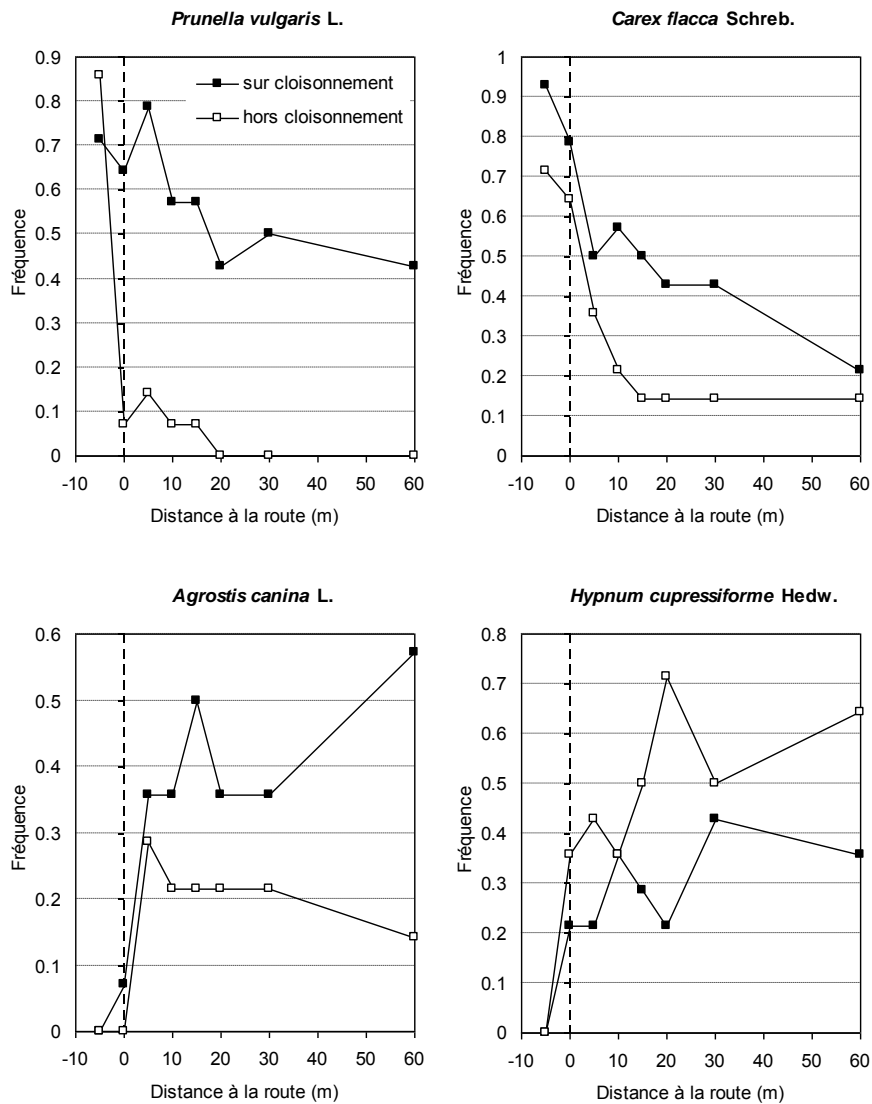 Prunella vulgaris L.
Fréquence
0.9
0.8
0.7
0.6
0.5
0.4
0.3
0.2
0.1
0
sur cloisonnement
hors cloisonnement
-10 0 10 20 30 40 50 60
Distance à la route (m)
Carex flacca Schreb.
Fréquence
1
0.9
0.8
0.7
0.6
0.5
0.4
0.3
0.2
0.1
0
-10 0 10 20 30 40 50 60
Distance à la route (m)
Agrostis canina L.
Fréquence
0.6
0.5
0.4
0.3
0.2
0.1
0
-10 0 10 20 30 40 50 60
Distance à la route (m)
Hypnum cupressiforme Hedw.
Fréquence
0.8
0.7
0.6
0.5
0.4
0.3
0.2
0.1
0
-10 0 10 20 30 40 50 60
Distance à la route (m)